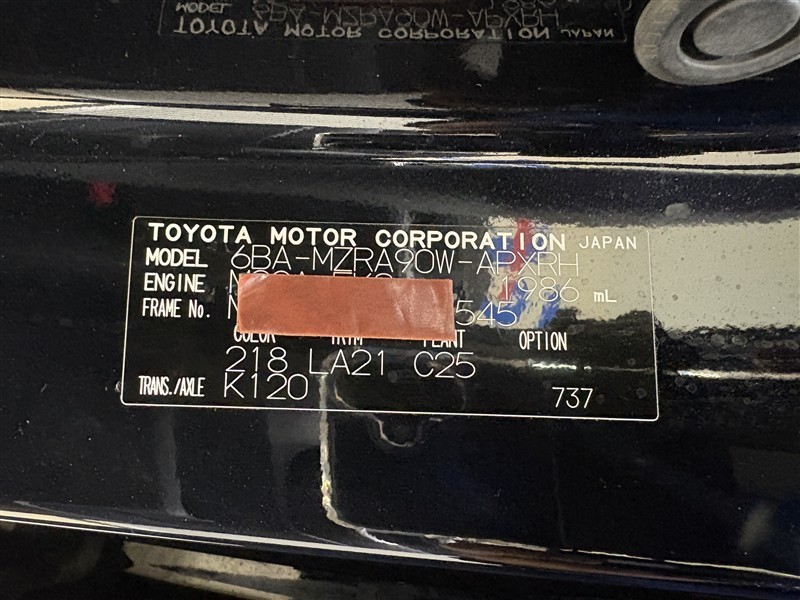 TOYOTA MOTOR CORPORATION JAPAN
MODEL 6BA-MZRA90W-APXRH
ENGINE 1986 mL
FRAME No. 545
COLOR TRIM PLANT OPTION
218 LA21 C25
TRANS./AXLE K120
737